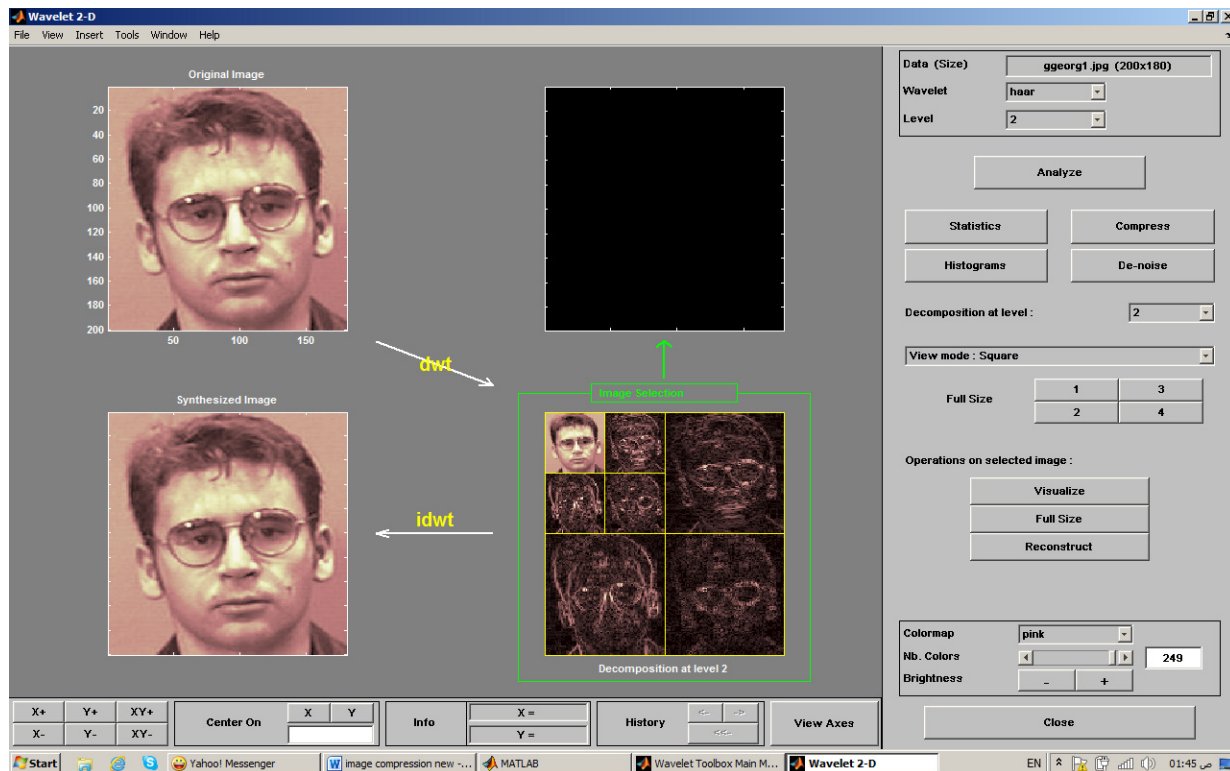 Wavelet 2-D
File View Insert Tools Window Help
Original Image
20
40
60
80
100
120
140
160
180
200
50 100 150
dwt
Image Selection
Synthesized Image
idwt
Decomposition at level 2
Data (Size) ggeorg1.jpg (200x180)
Wavelet haar
Level 2
Analyze
Statistics Compress
Histograms De-noise
Decomposition at level : 2
View mode : Square
Full Size 1 3
2 4
Operations on selected image :
Visualize
Full Size
Reconstruct
Colormap pink
Nb. Colors 249
Brightness - +
X+ Y+ XY+
X- Y- XY-
Center On X Y
Info X =
Y =
History <- ->
<<-
View Axes
Close
Start Yahoo! Messenger image compression new -... MATLAB Wavelet Toolbox Main M... Wavelet 2-D EN 01:45 ص